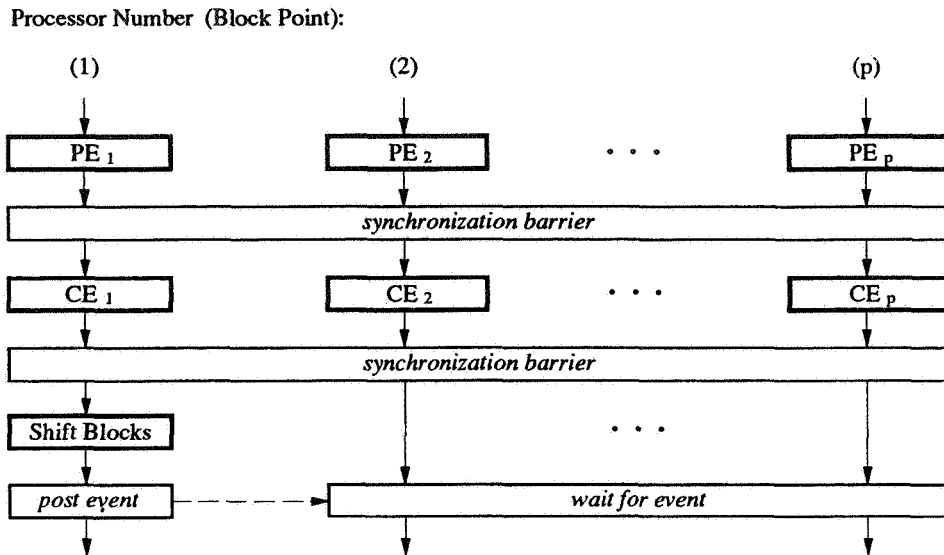 Processor Number (Block Point):
(1) (2) (p)
PE 1 PE 2 . . . PE p
synchronization barrier
CE 1 CE 2 . . . CE p
synchronization barrier
Shift Blocks . . .
post event wait for event